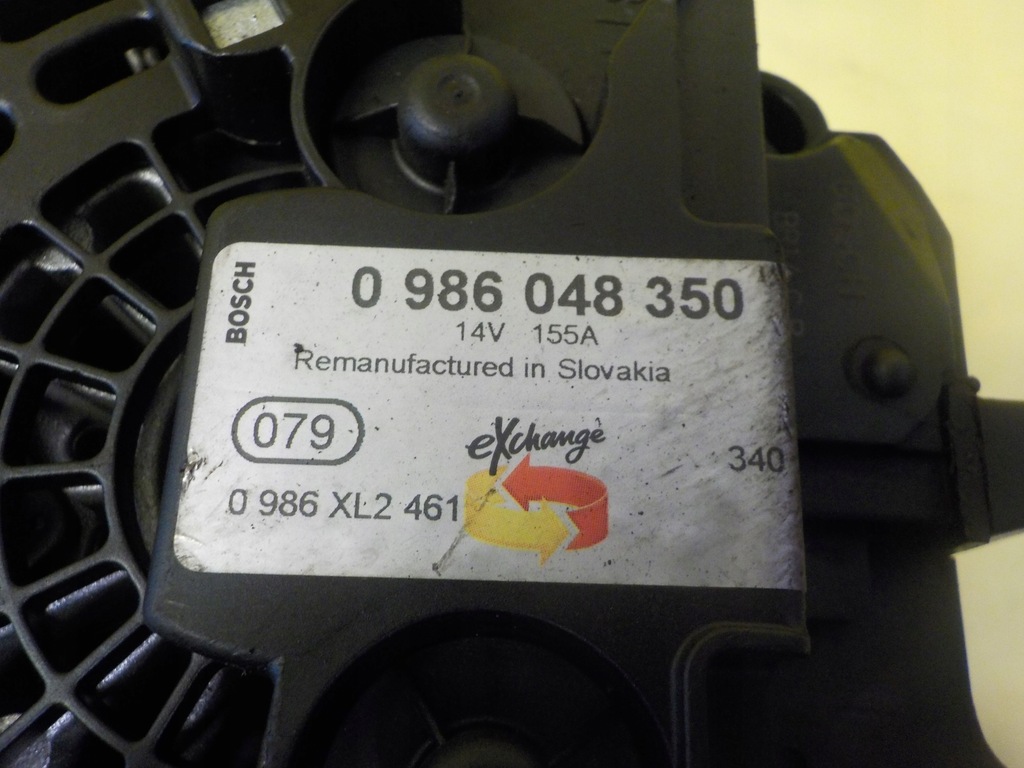 BOSCH
0 986 048 350
14V 155A
Remanufactured in Slovakia
079
eXchange
340
0 986 XL2 461